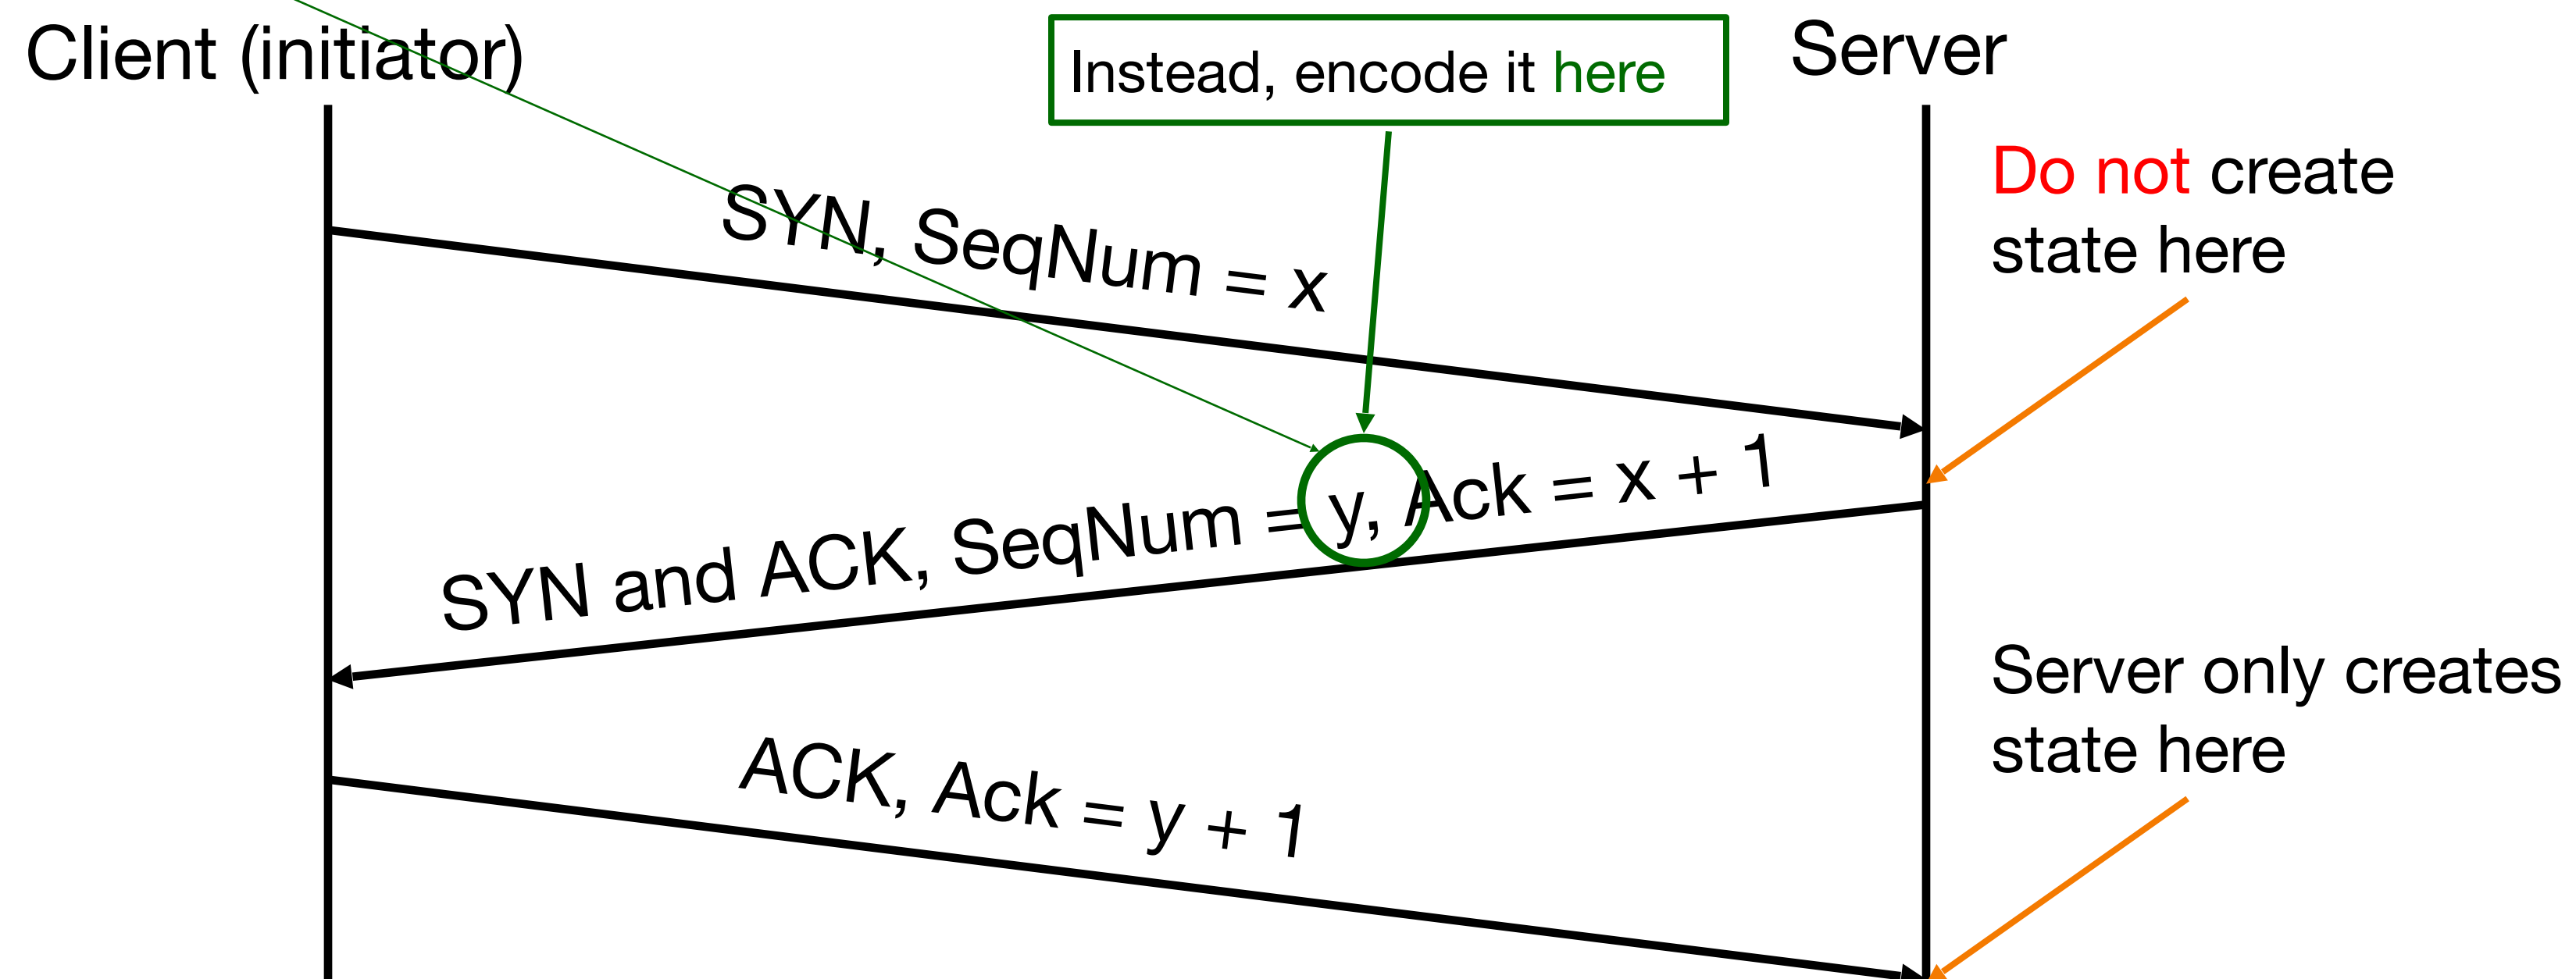 Client (initiator)
Instead, encode it here
Server
Do not create
state here
SYN, SeqNum = x
SYN and ACK, SeqNum = y, Ack = x + 1
Server only creates
state here
ACK, Ack = y + 1